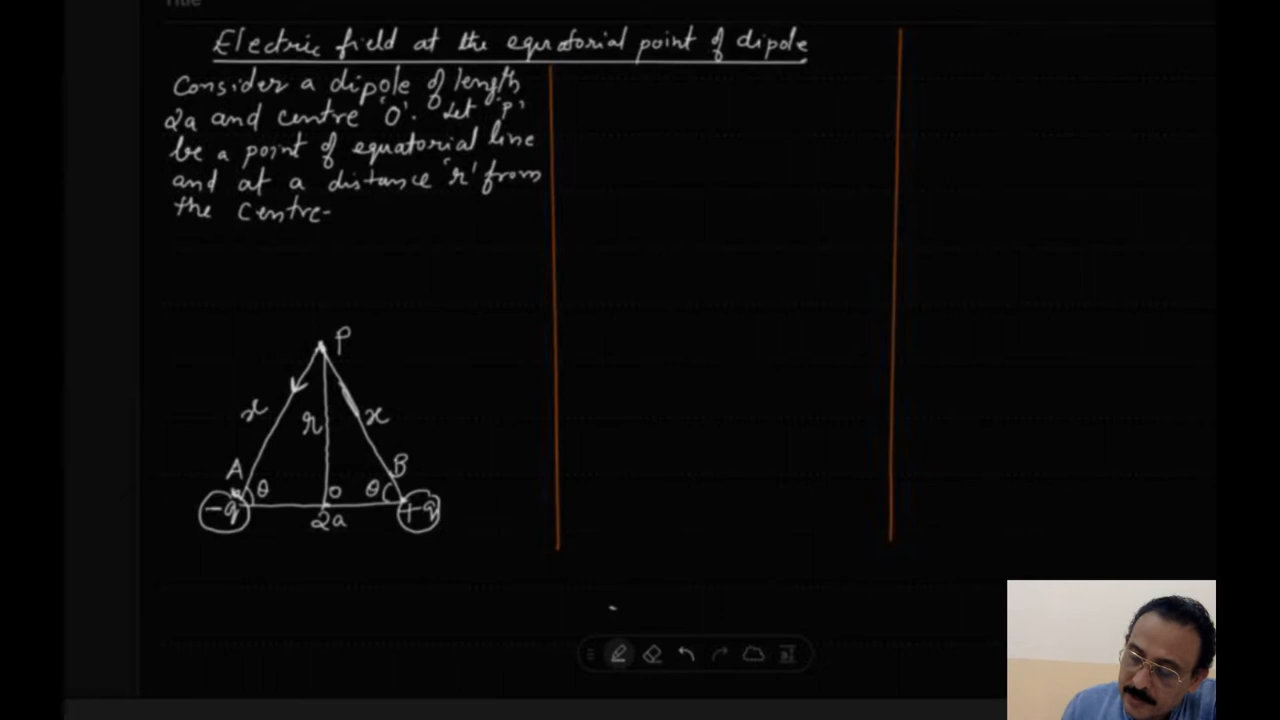 Title
Electric field at the equatorial point of dipole
Consider a dipole of length
2a and centre 'O'. Let 'P'
be a point of equatorial line
and at a distance 'r' from
the centre-
P
x
r
x
A
B
θ
O
θ
-q
2a
+q